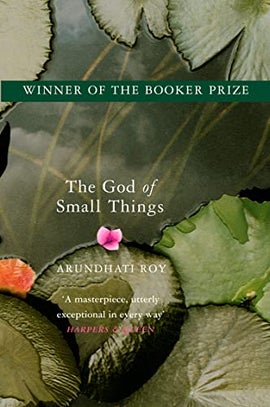 WINNER OF THE BOOKER PRIZE
The God of
Small Things
ARUNDHATI ROY
'A masterpiece, utterly
exceptional in every way'
HARPERS & QUEEN